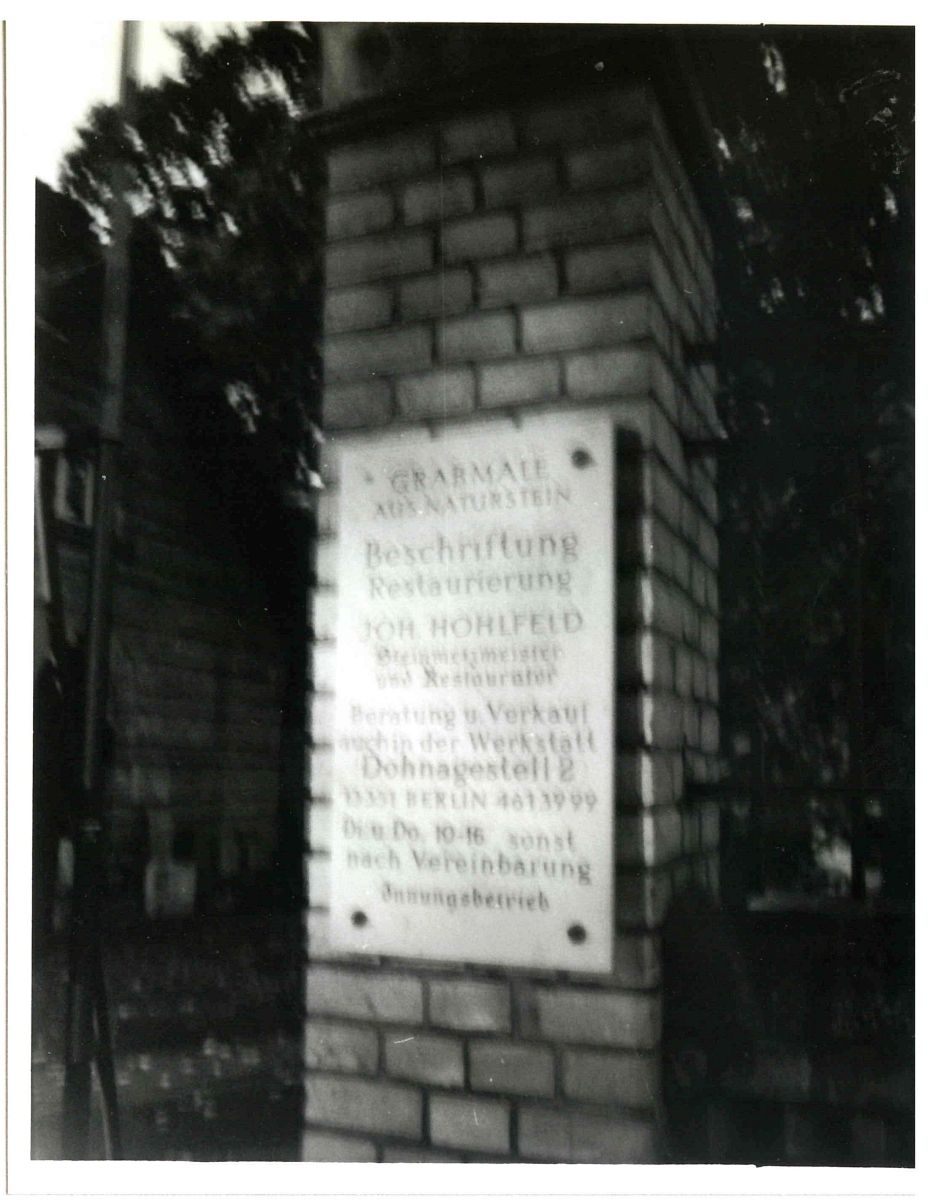 GRABMALE
AUS NATURSTEIN
Beschriftung
Restaurierung
JOH. HOHLFELD
Steinmetzmeister
und Restaurator
Beratung u. Verkauf
auch in der Werkstatt
Dohnagestell 2
13351 BERLIN 4613999
Di. u. Do. 10-16 sonst
nach Vereinbarung
Innungsbetrieb